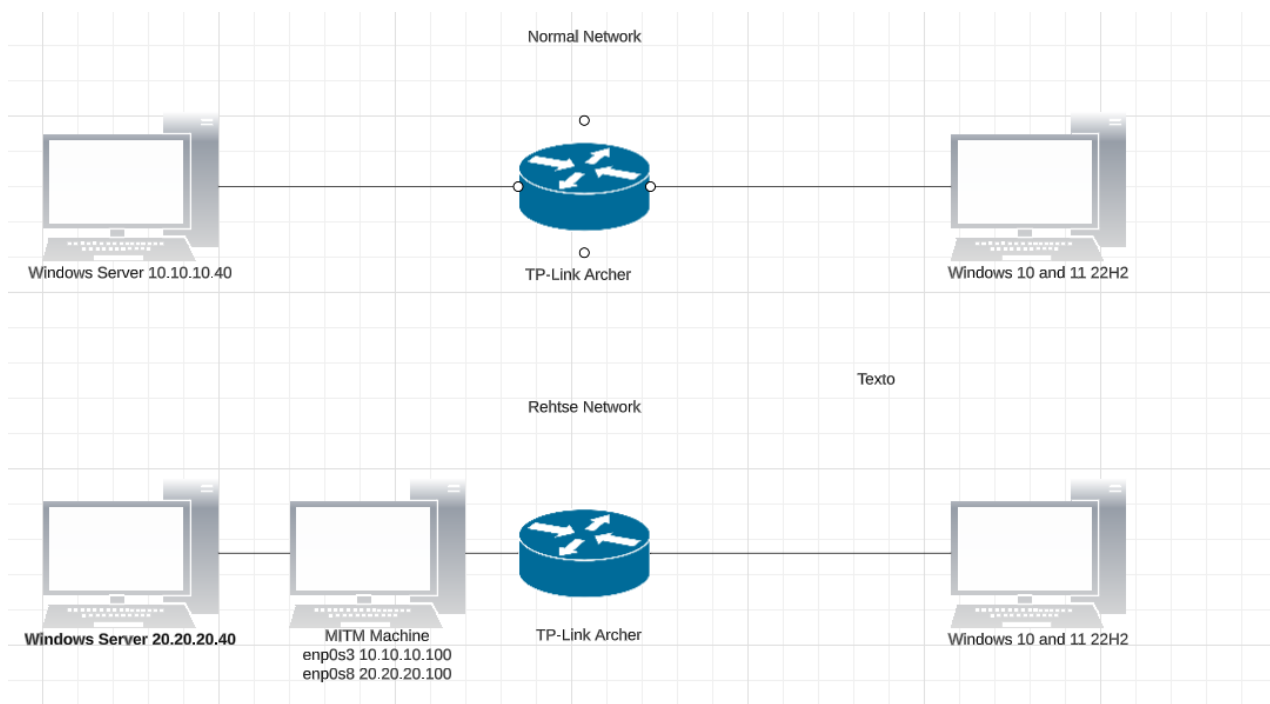 Normal Network
Windows Server 10.10.10.40
TP-Link Archer
Windows 10 and 11 22H2
Texto
Rehtse Network
Windows Server 20.20.20.40
MITM Machine
enp0s3 10.10.10.100
enp0s8 20.20.20.100
TP-Link Archer
Windows 10 and 11 22H2